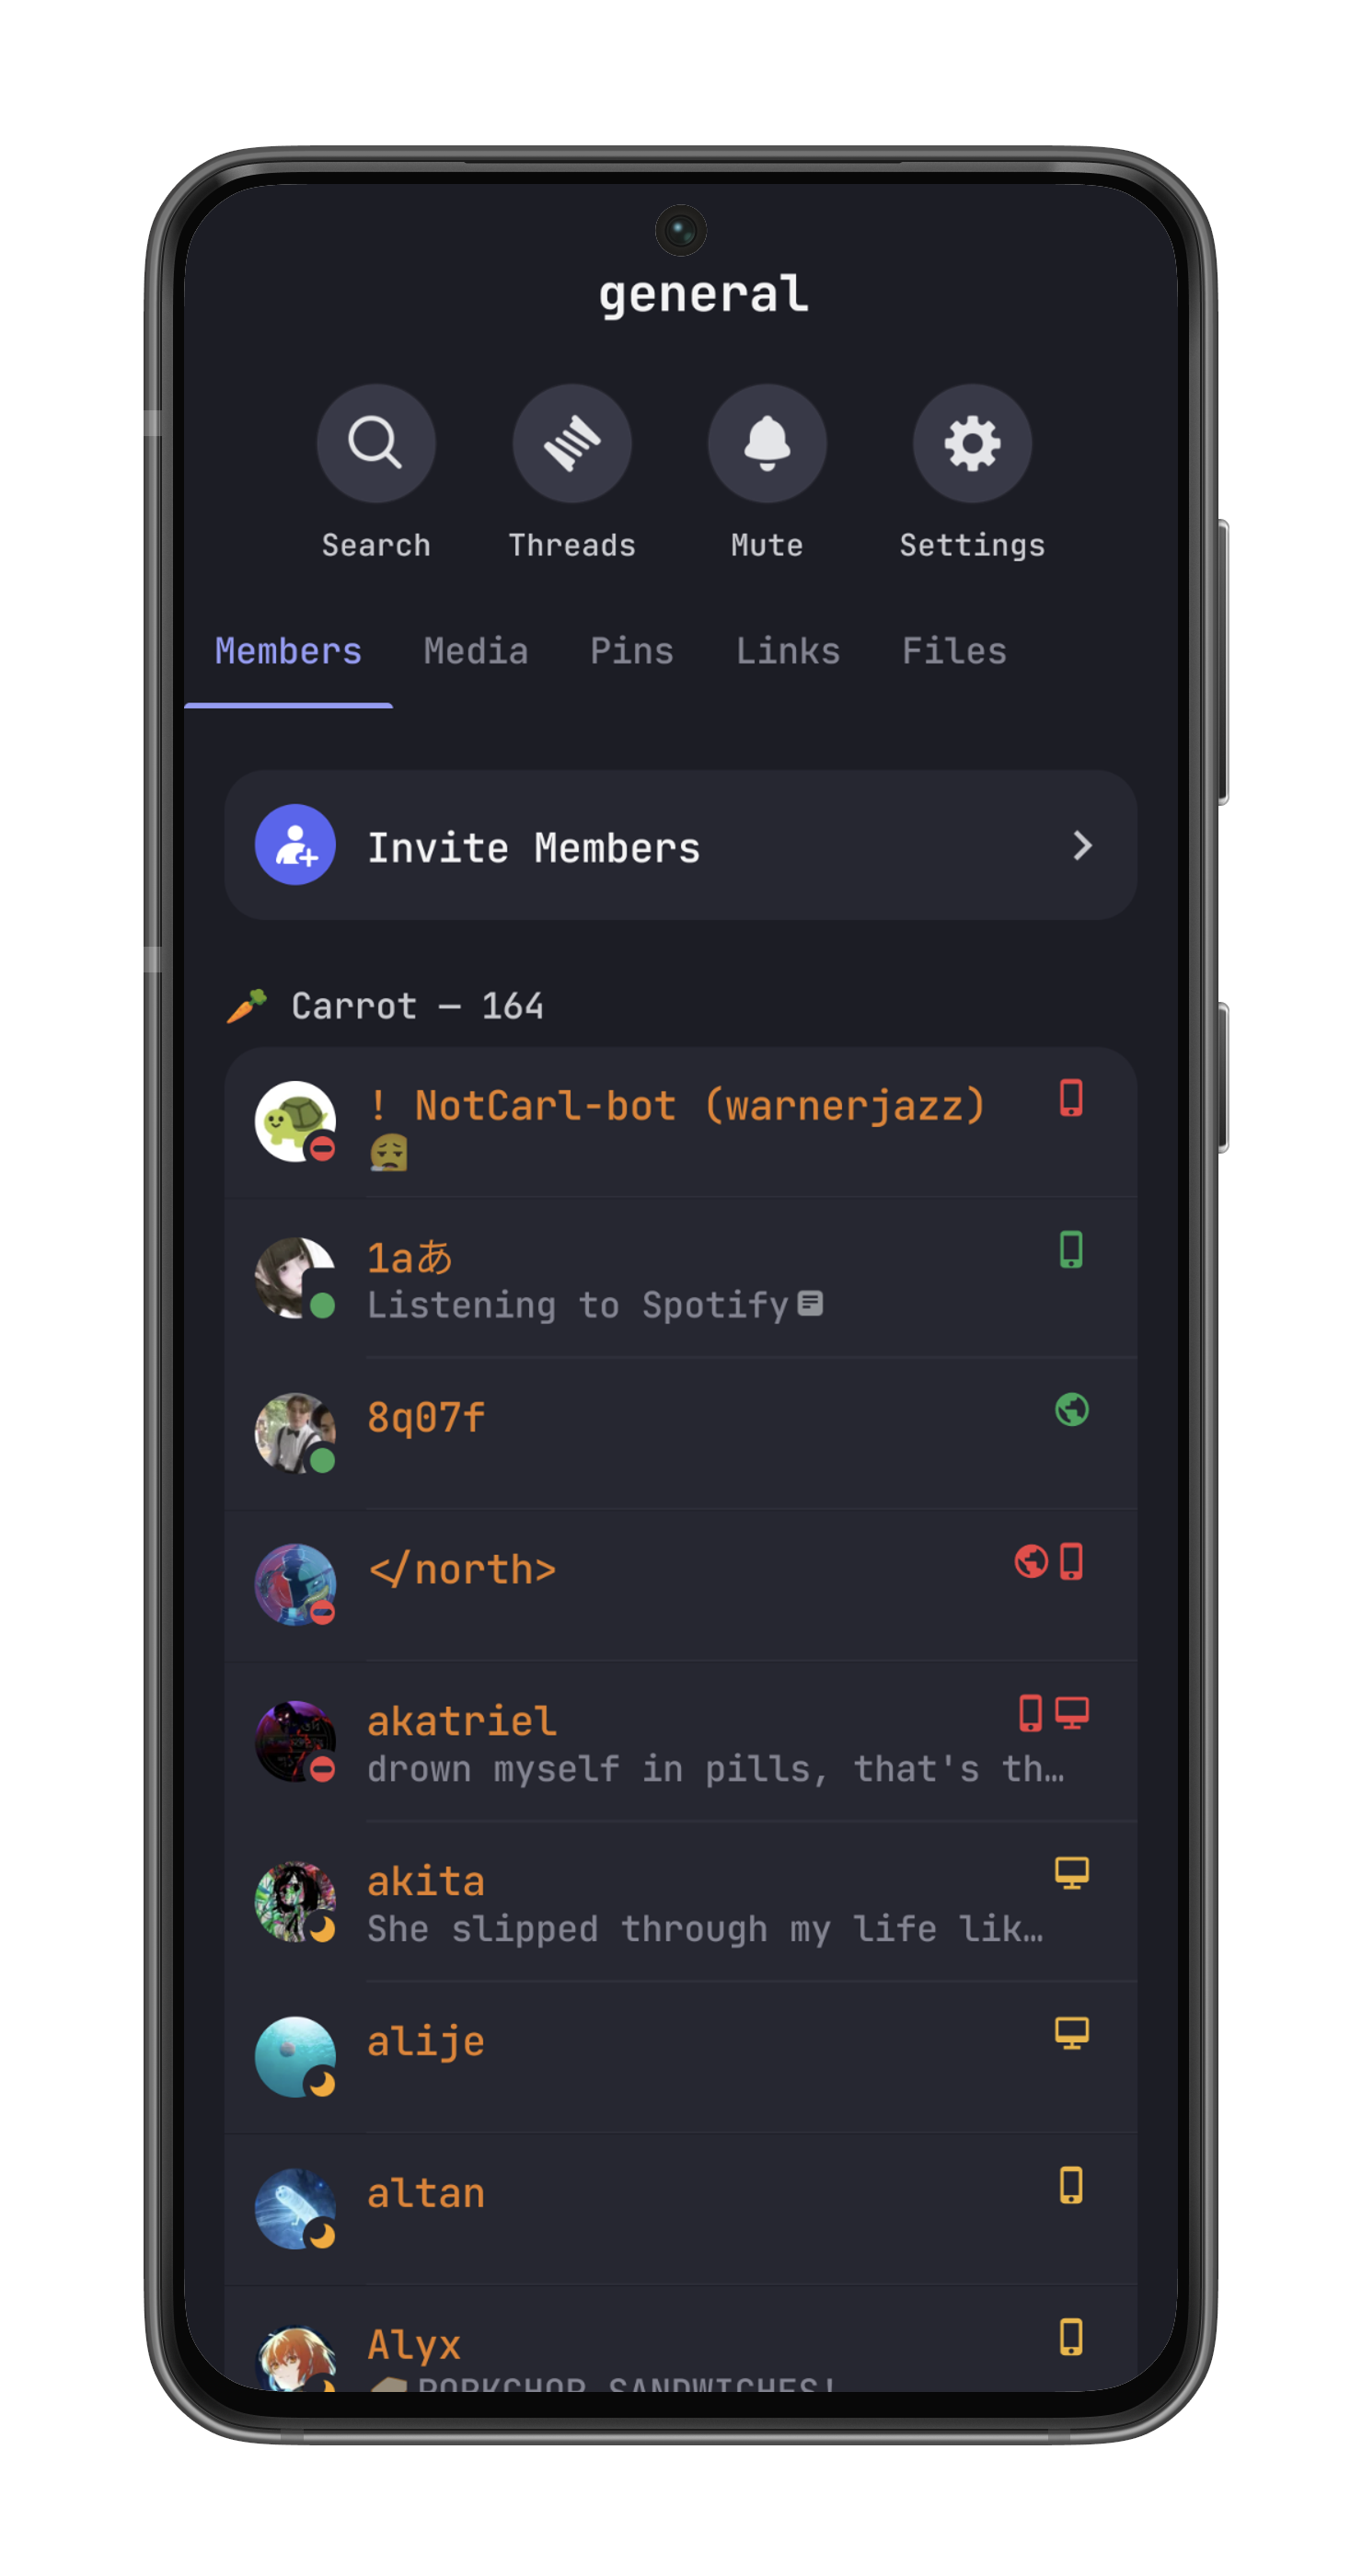 general
Search Threads Mute Settings
Members Media Pins Links Files
Invite Members
🥕 Carrot — 164
! NotCarl-bot (warnerjazz)
😮‍💨
1aあ
Listening to Spotify
8q07f
</north>
akatriel
drown myself in pills, that's th…
akita
She slipped through my life lik…
alije
altan
Alyx
PORKCHOP SANDWICHES!